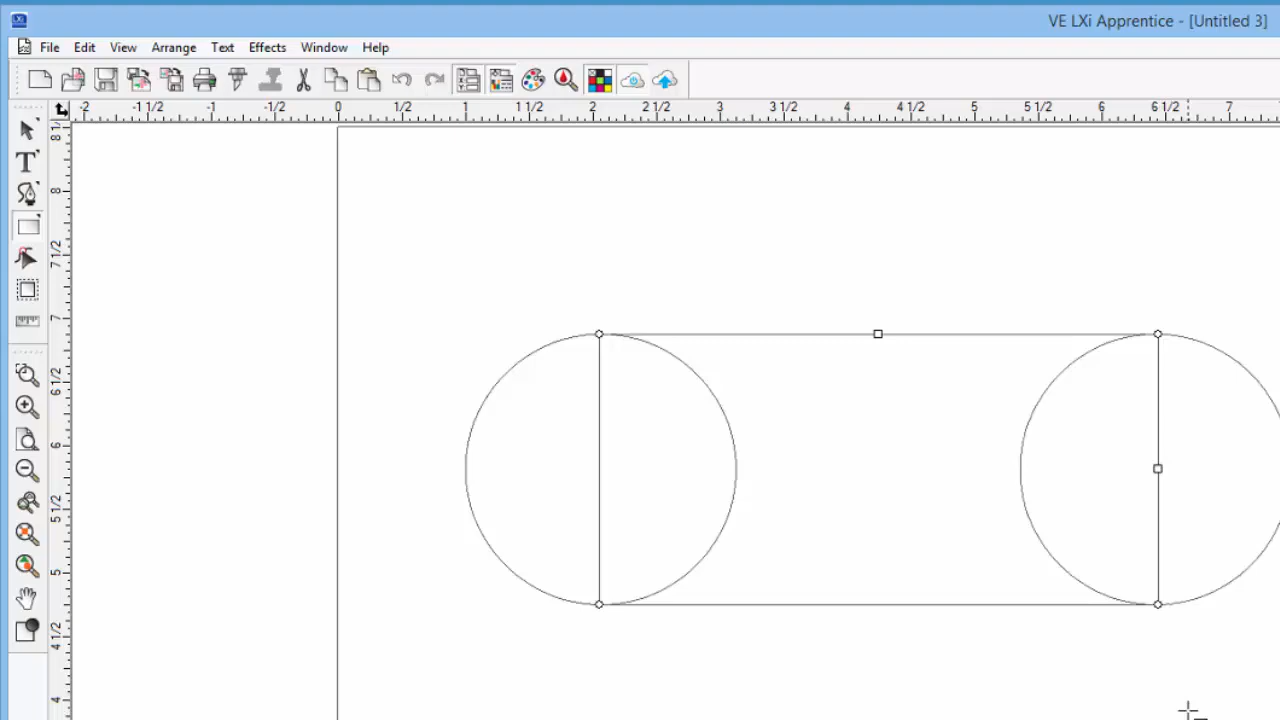 LXi
VE LXi Apprentice - [Untitled 3]
File Edit View Arrange Text Effects Window Help
-2 -1 1/2 -1 -1/2 0 1/2 1 1 1/2 2 2 1/2 3 3 1/2 4 4 1/2 5 5 1/2 6 6 1/2 7
8 1/2
8
7 1/2
7
6 1/2
6
5 1/2
5
4 1/2
4